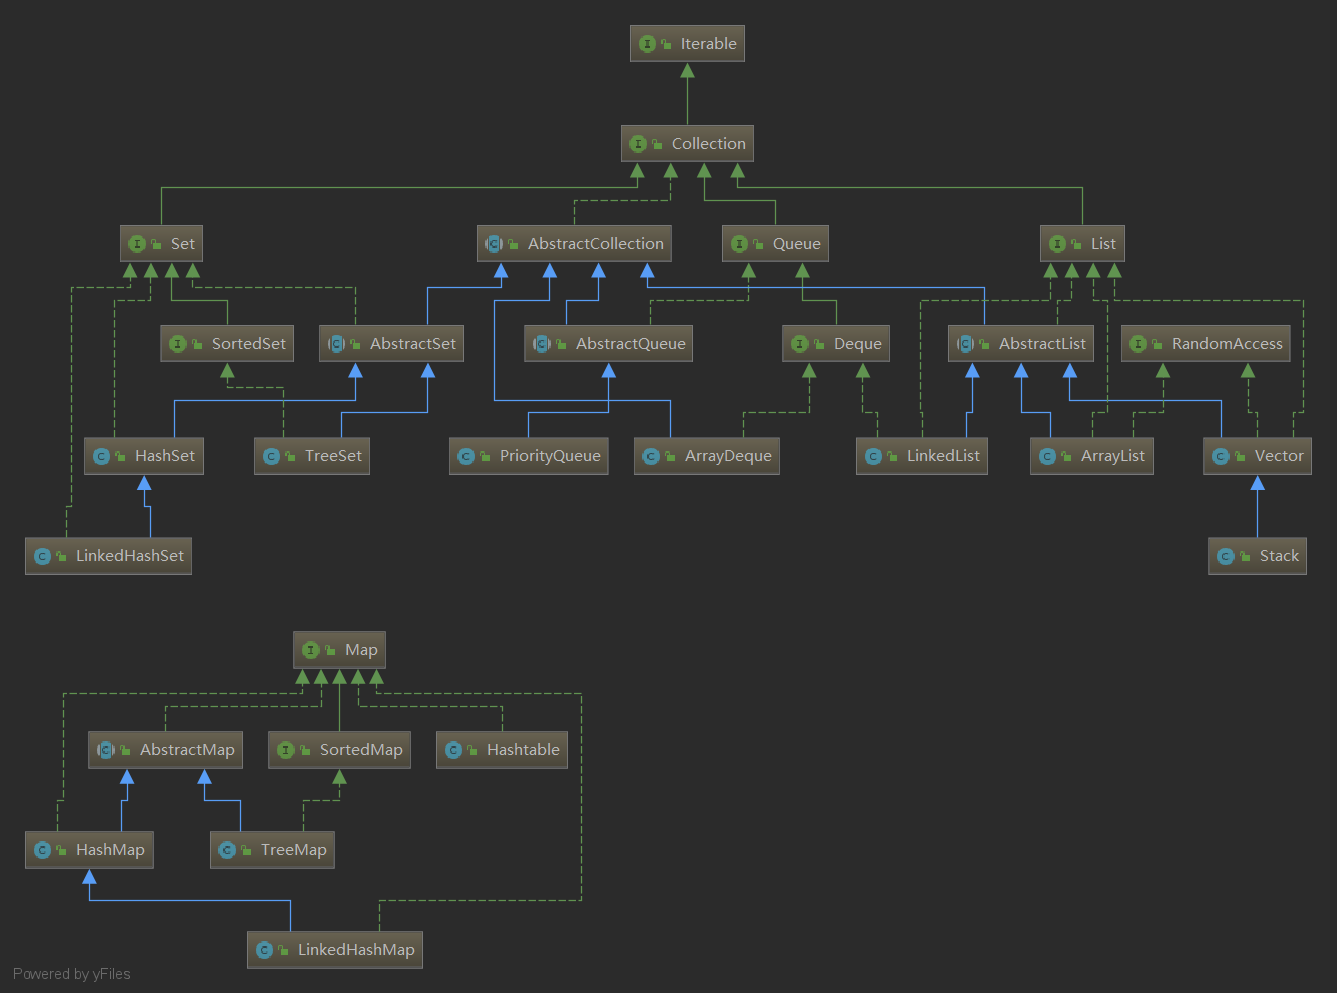 Iterable
Collection
Set
AbstractCollection
Queue
List
SortedSet
AbstractSet
AbstractQueue
Deque
AbstractList
RandomAccess
HashSet
TreeSet
PriorityQueue
ArrayDeque
LinkedList
ArrayList
Vector
LinkedHashSet
Stack
Map
AbstractMap
SortedMap
Hashtable
HashMap
TreeMap
LinkedHashMap
Powered by yFiles